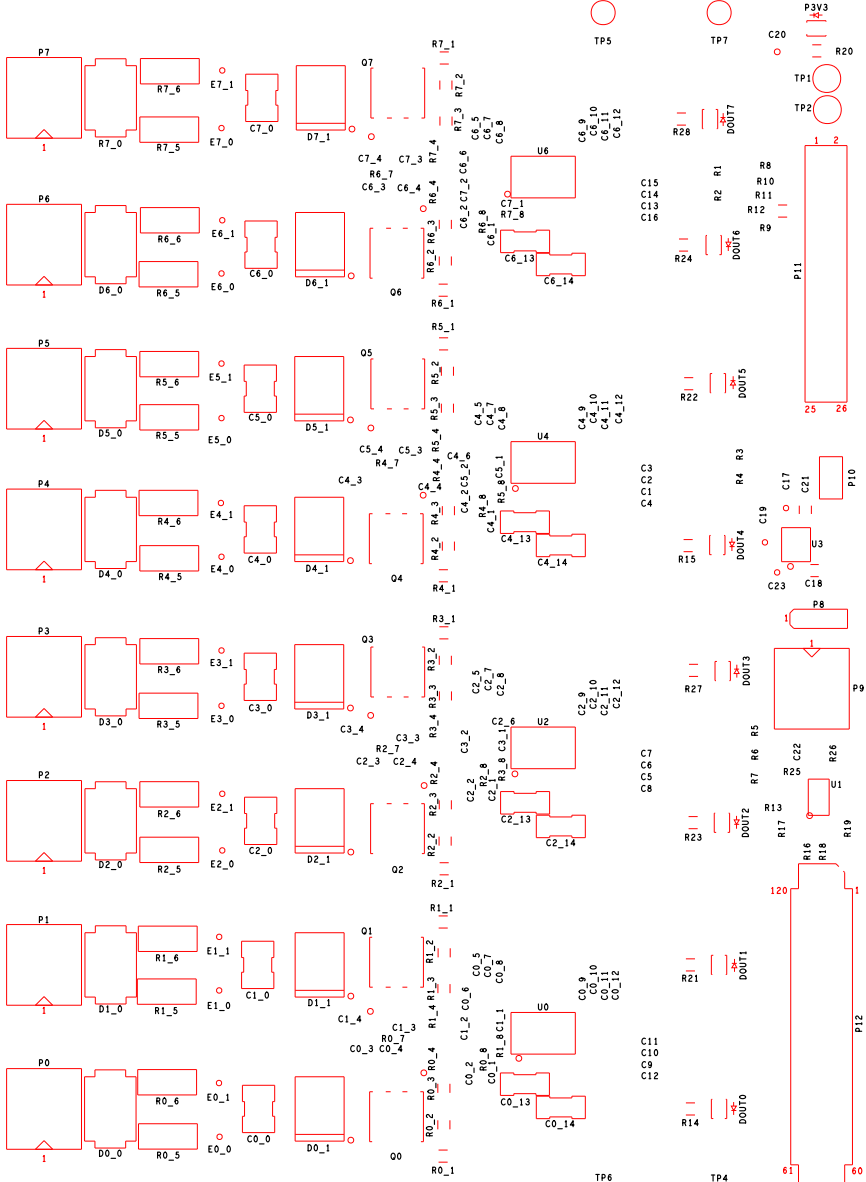 P3V3
C20
R20
TP5
TP7
TP1
TP2
P7
R7_6
E7_1
C7_0
Q7
R7_1
R7_2
R7_3
R7_0
R7_5
E7_0
D7_1
1
C6_5
C6_7
C6_8
C6_9
C6_10
C6_11
C6_12
R28
DOUT7
1 2
R7_4
C7_4
C7_3
R6_7
C6_3
C6_4
R6_4
C6_6
C7_2
C6_2
U6
C7_1
R7_8
R6_8
C6_1
C15
C14
C13
C16
R1
R2
R8
R10
R11
R12
R9
P6
R6_6
E6_1
C6_0
R6_3
R6_2
C6_13
C6_14
R24
DOUT6
P11
D6_0
R6_5
E6_0
D6_1
Q6
R6_1
1
R5_1
P5
R5_6
E5_1
C5_0
Q5
R5_2
R5_3
R22
DOUT5
25 26
D5_0
R5_5
E5_0
D5_1
1
C4_5
C4_7
C4_8
C4_9
C4_10
C4_11
C4_12
R5_4
C5_4
C5_3
R4_7
C4_3
C4_4
R4_4
C4_6
C5_2
C4_2
U4
C5_1
R5_8
R4_8
C4_1
C3
C2
C1
C4
R3
R4
P10
C17
C21
C19
P4
R4_6
E4_1
C4_0
R4_3
R4_2
C4_13
C4_14
R15
DOUT4
U3
C23
C18
D4_0
R4_5
E4_0
D4_1
Q4
R4_1
1
P8
1
R3_1
P3
R3_6
E3_1
C3_0
Q3
R3_2
R3_3
R27
DOUT3
1
P9
D3_0
R3_5
E3_0
D3_1
1
C2_5
C2_7
C2_8
C2_9
C2_10
C2_11
C2_12
R3_4
C3_4
C3_3
R2_7
C2_3
C2_4
R2_4
C3_2
C2_2
C2_6
U2
C3_1
R3_8
R2_8
C2_1
C7
C6
C5
C8
R5
R6
R7
C22
R26
R25
U1
R13
R17
R19
R16
R18
P2
R2_6
E2_1
C2_0
R2_3
R2_2
C2_13
C2_14
R23
DOUT2
D2_0
R2_5
E2_0
D2_1
Q2
R2_1
1
120
1
R1_1
P1
R1_6
E1_1
C1_0
Q1
R1_2
R1_3
R21
DOUT1
D1_0
R1_5
E1_0
D1_1
1
C0_5
C0_7
C0_8
C0_9
C0_10
C0_11
C0_12
R1_4
C1_4
C1_3
R0_7
C0_3
C0_4
R0_4
C0_6
C1_2
C0_2
U0
C1_1
R1_8
R0_8
C0_1
C11
C10
C9
C12
P12
P0
R0_6
E0_1
C0_0
R0_3
R0_2
C0_13
C0_14
R14
DOUT0
D0_0
R0_5
E0_0
D0_1
Q0
R0_1
1
61
60
TP6
TP4